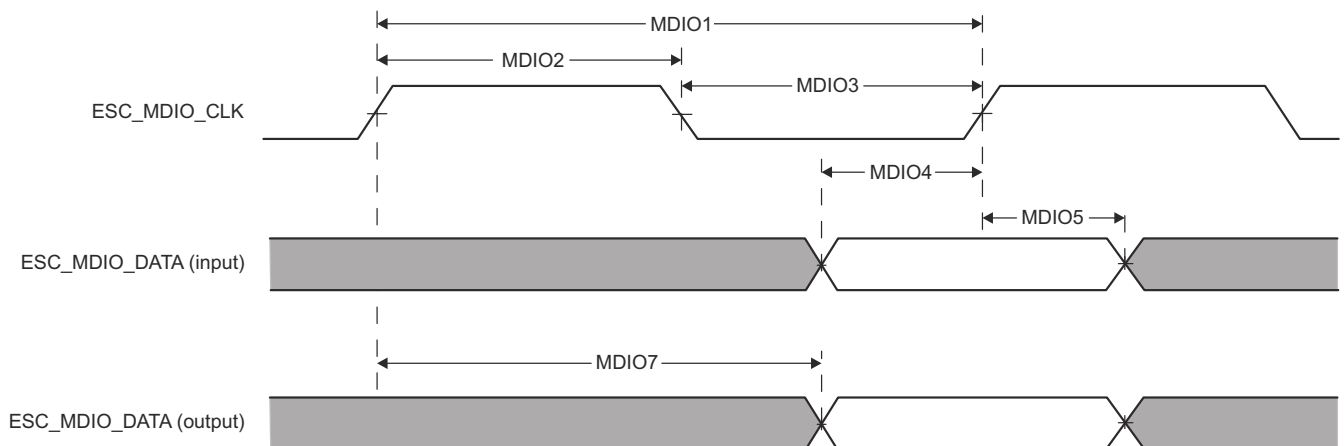 MDIO1
MDIO2
MDIO3
ESC_MDIO_CLK
MDIO4
MDIO5
ESC_MDIO_DATA (input)
MDIO7
ESC_MDIO_DATA (output)